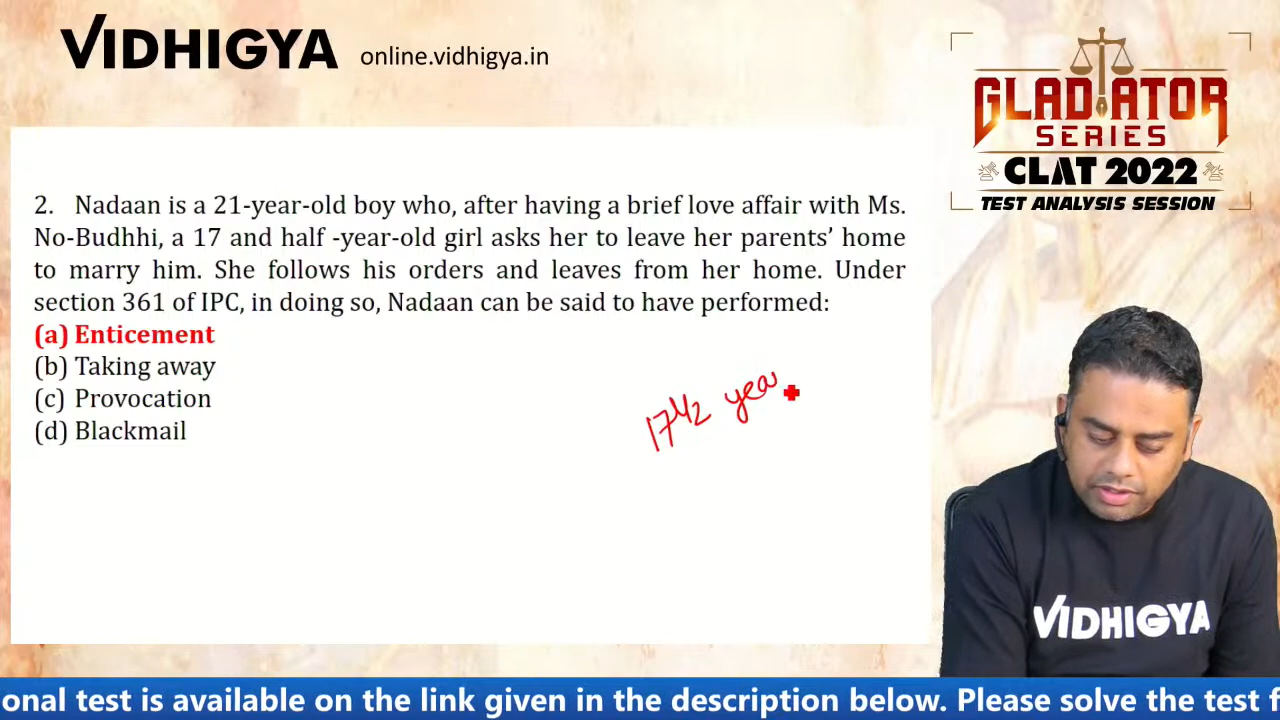 VIDHIGYA online.vidhigya.in
GLADIATOR
SERIES
CLAT 2022
TEST ANALYSIS SESSION
2. Nadaan is a 21-year-old boy who, after having a brief love affair with Ms.
No-Budhhi, a 17 and half -year-old girl asks her to leave her parents’ home
to marry him. She follows his orders and leaves from her home. Under
section 361 of IPC, in doing so, Nadaan can be said to have performed:
(a) Enticement
(b) Taking away
(c) Provocation
(d) Blackmail
17 1/2 yea
VIDHIGYA
onal test is available on the link given in the description below. Please solve the test f